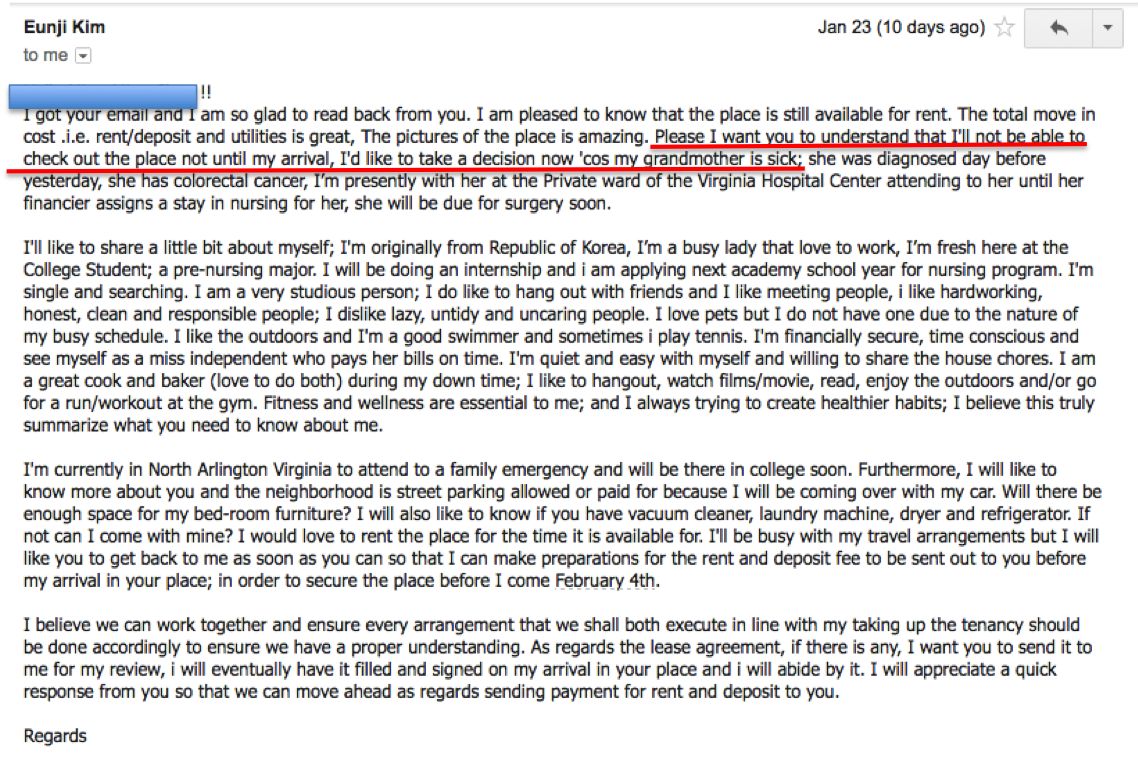 Eunji Kim
Jan 23 (10 days ago)
to me
!!
I got your email and I am so glad to read back from you. I am pleased to know that the place is still available for rent. The total move in
cost .i.e. rent/deposit and utilities is great, The pictures of the place is amazing. Please I want you to understand that I'll not be able to
check out the place not until my arrival, I'd like to take a decision now 'cos my grandmother is sick; she was diagnosed day before
yesterday, she has colorectal cancer, I'm presently with her at the Private ward of the Virginia Hospital Center attending to her until her
financier assigns a stay in nursing for her, she will be due for surgery soon.
I'll like to share a little bit about myself; I'm originally from Republic of Korea, I'm a busy lady that love to work, I'm fresh here at the
College Student; a pre-nursing major. I will be doing an internship and i am applying next academy school year for nursing program. I'm
single and searching. I am a very studious person; I do like to hang out with friends and I like meeting people, i like hardworking,
honest, clean and responsible people; I dislike lazy, untidy and uncaring people. I love pets but I do not have one due to the nature of
my busy schedule. I like the outdoors and I'm a good swimmer and sometimes i play tennis. I'm financially secure, time conscious and
see myself as a miss independent who pays her bills on time. I'm quiet and easy with myself and willing to share the house chores. I am
a great cook and baker (love to do both) during my down time; I like to hangout, watch films/movie, read, enjoy the outdoors and/or go
for a run/workout at the gym. Fitness and wellness are essential to me; and I always trying to create healthier habits; I believe this truly
summarize what you need to know about me.
I'm currently in North Arlington Virginia to attend to a family emergency and will be there in college soon. Furthermore, I will like to
know more about you and the neighborhood is street parking allowed or paid for because I will be coming over with my car. Will there be
enough space for my bed-room furniture? I will also like to know if you have vacuum cleaner, laundry machine, dryer and refrigerator. If
not can I come with mine? I would love to rent the place for the time it is available for. I'll be busy with my travel arrangements but I will
like you to get back to me as soon as you can so that I can make preparations for the rent and deposit fee to be sent out to you before
my arrival in your place; in order to secure the place before I come February 4th.
I believe we can work together and ensure every arrangement that we shall both execute in line with my taking up the tenancy should
be done accordingly to ensure we have a proper understanding. As regards the lease agreement, if there is any, I want you to send it to
me for my review, i will eventually have it filled and signed on my arrival in your place and i will abide by it. I will appreciate a quick
response from you so that we can move ahead as regards sending payment for rent and deposit to you.
Regards